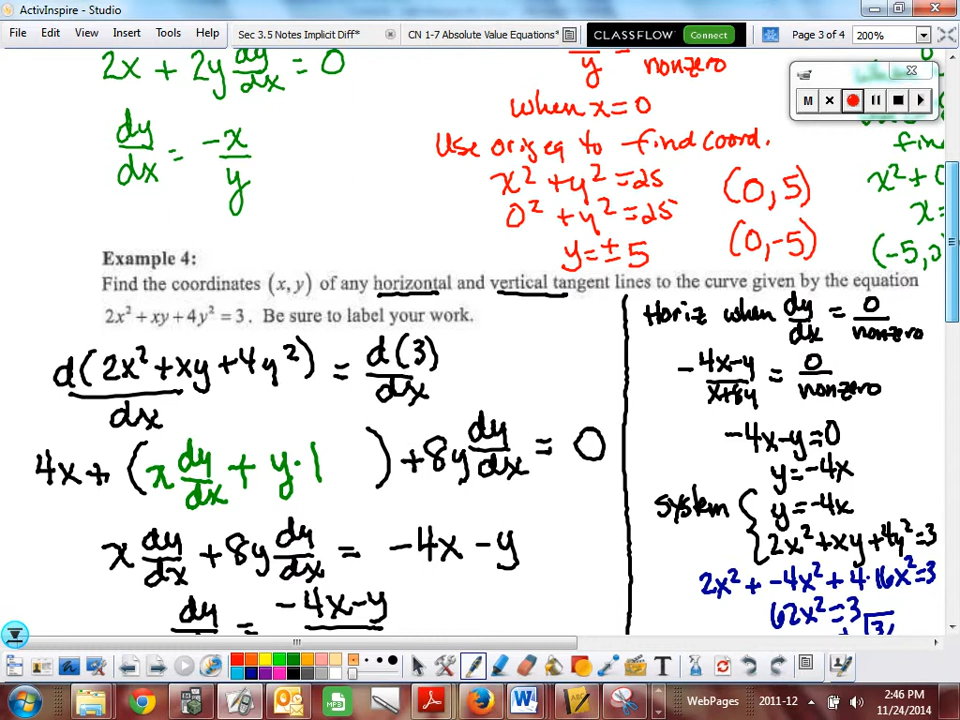 ActivInspire - Studio
File Edit View Insert Tools Help
Sec 3.5 Notes Implicit Diff*
CN 1-7 Absolute Value Equations*
CLASSFLOW Connect
Page 3 of 4
200%
2x + 2y dy/dx = 0
dy/dx = -x/y
y nonzero
when x = 0
Use orig eq to find coord.
x² + y² = 25
0² + y² = 25
y = ± 5
(0, 5)
(0, -5)
fin
x² + 0
x =
(-5, 
M
Example 4:
Find the coordinates (x, y) of any horizontal and vertical tangent lines to the curve given by the equation
2x² + xy + 4y² = 3. Be sure to label your work.
d(2x² + xy + 4y²)/dx = d(3)/dx
4x + (x dy/dx + y·1) + 8y dy/dx = 0
x dy/dx + 8y dy/dx = -4x - y
dy = -4x-y
Horiz when dy/dx = 0/nonzero
-4x-y/x+8y = 0/nonzero
-4x-y=0
y=-4x
system { y=-4x
2x²+xy+4y²=3
2x² + -4x² + 4·16x²=3
62x²=3
WebPages
2011-12
2:46 PM
11/24/2014